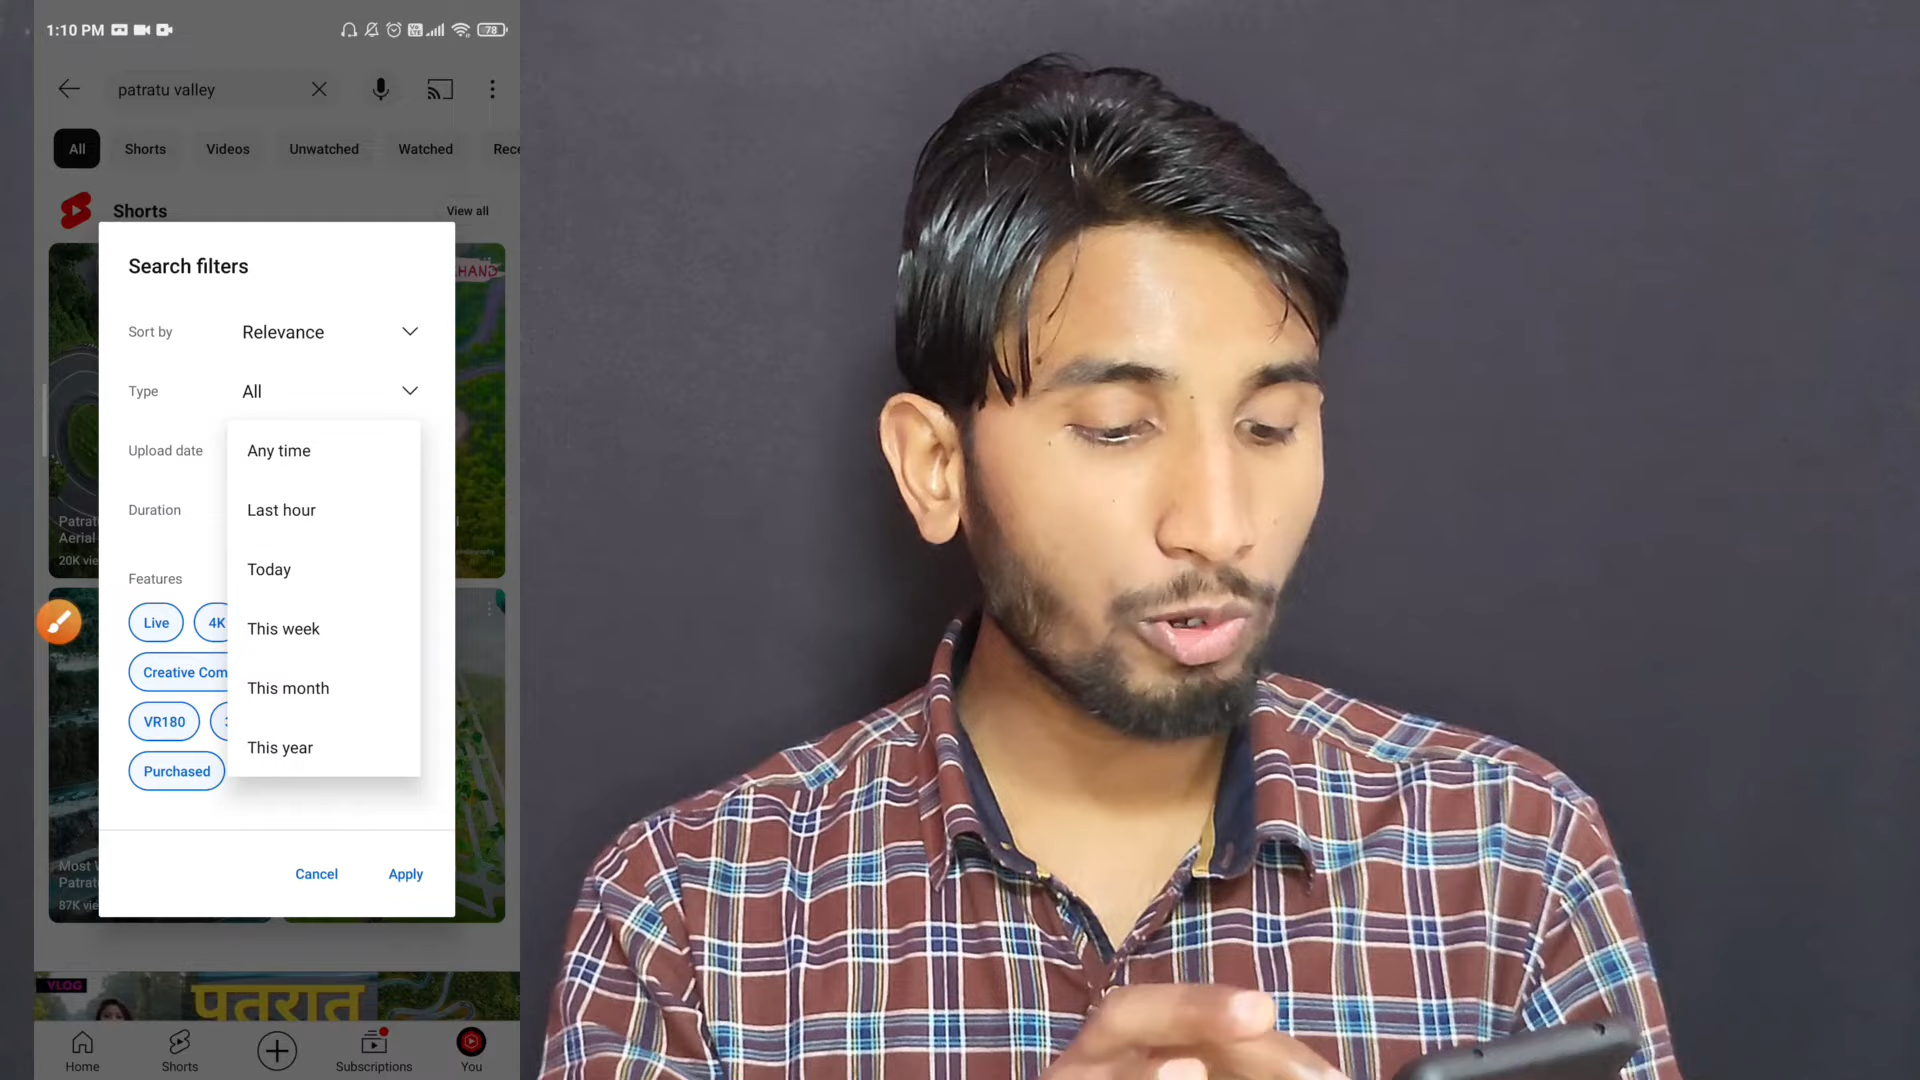 1:10 PM
78
patratu valley
All Shorts Videos Unwatched Watched Rece
Shorts View all
HAND
Search filters
Sort by Relevance
Type All
Upload date Any time
Duration Last hour
Today
Features
Live 4K This week
Creative Com
This month
VR180
This year
Purchased
Patrat
Aerial
20K vie
Most V
Patrat
87K vie
Cancel Apply
VLOG
पतरात
Home Shorts Subscriptions You